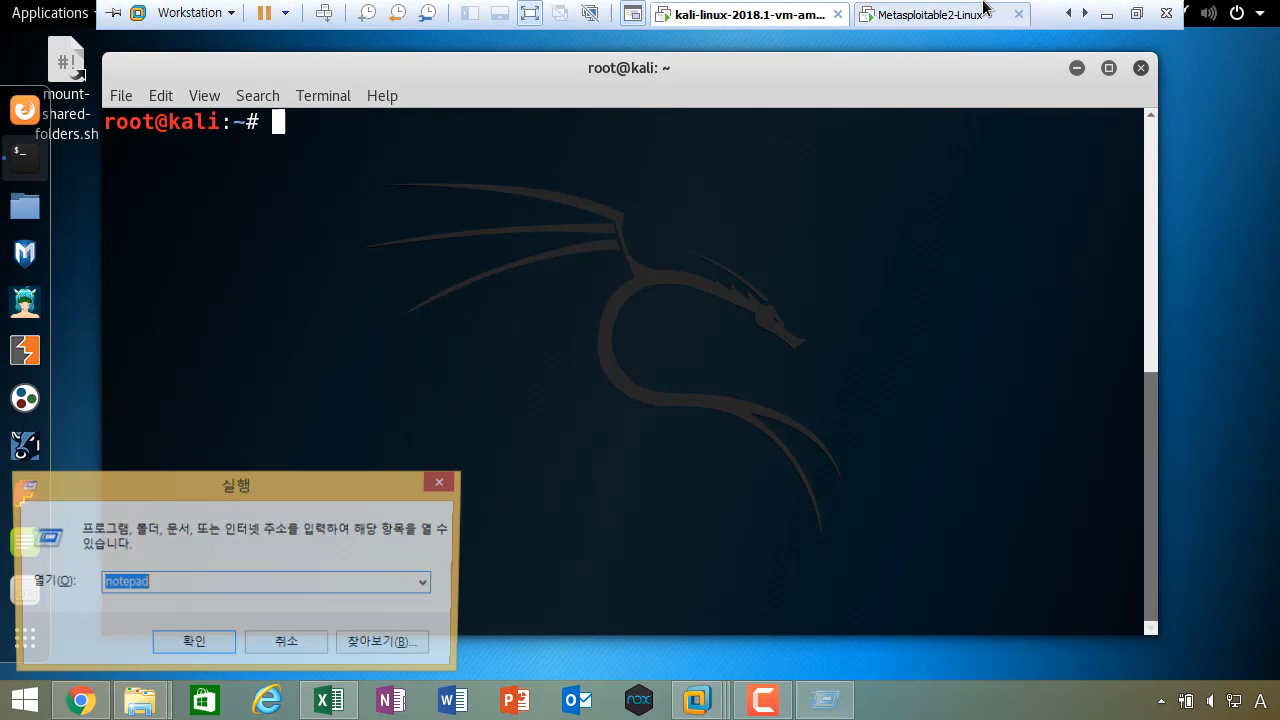 Applications
Workstation
kali-linux-2018.1-vm-am...
Metasploitable2-Linux
mount-
shared-
folders.sh
root@kali: ~
File Edit View Search Terminal Help
root@kali:~#
실행
프로그램, 폴더, 문서, 또는 인터넷 주소를 입력하여 해당 항목을 열 수
있습니다.
열기(O):
notepad
확인
취소
찾아보기(B)...
nox
A